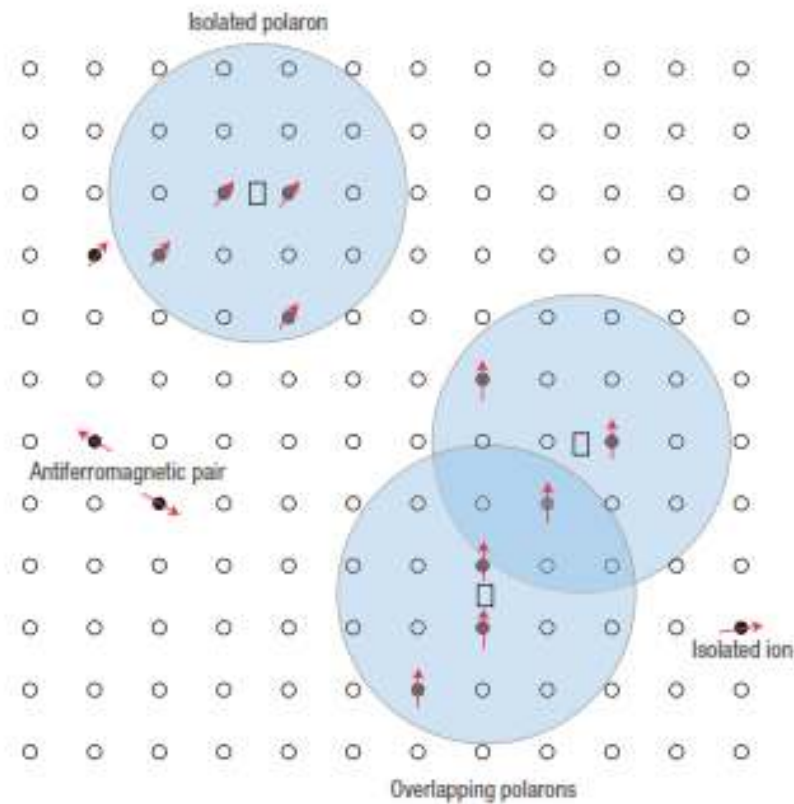 Isolated polaron
Antiferromagnetic pair
Isolated ion
Overlapping polarons